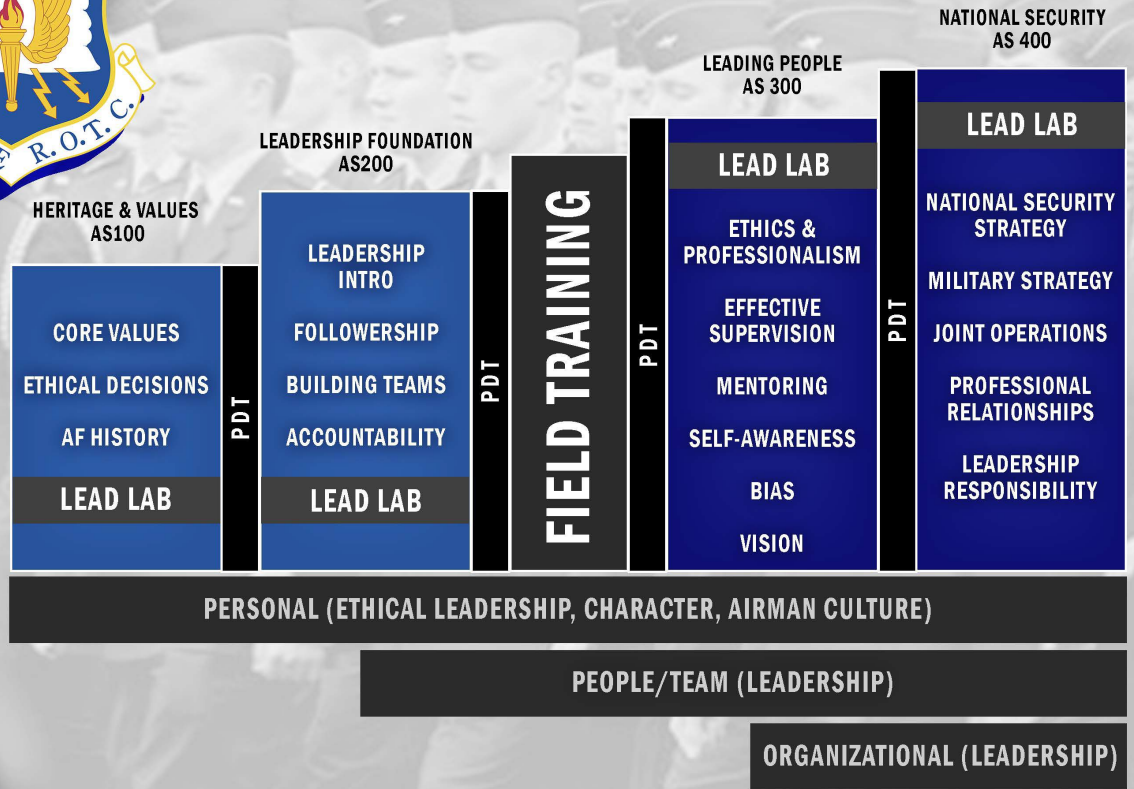 R.O.T.C.
HERITAGE & VALUES
AS100
CORE VALUES
ETHICAL DECISIONS
AF HISTORY
LEAD LAB
PDT
LEADERSHIP FOUNDATION
AS200
LEADERSHIP
INTRO
FOLLOWERSHIP
BUILDING TEAMS
ACCOUNTABILITY
LEAD LAB
PDT
FIELD TRAINING
PDT
LEADING PEOPLE
AS 300
LEAD LAB
ETHICS &
PROFESSIONALISM
EFFECTIVE
SUPERVISION
MENTORING
SELF-AWARENESS
BIAS
VISION
PDT
NATIONAL SECURITY
AS 400
LEAD LAB
NATIONAL SECURITY
STRATEGY
MILITARY STRATEGY
JOINT OPERATIONS
PROFESSIONAL
RELATIONSHIPS
LEADERSHIP
RESPONSIBILITY
PERSONAL (ETHICAL LEADERSHIP, CHARACTER, AIRMAN CULTURE)
PEOPLE/TEAM (LEADERSHIP)
ORGANIZATIONAL (LEADERSHIP)